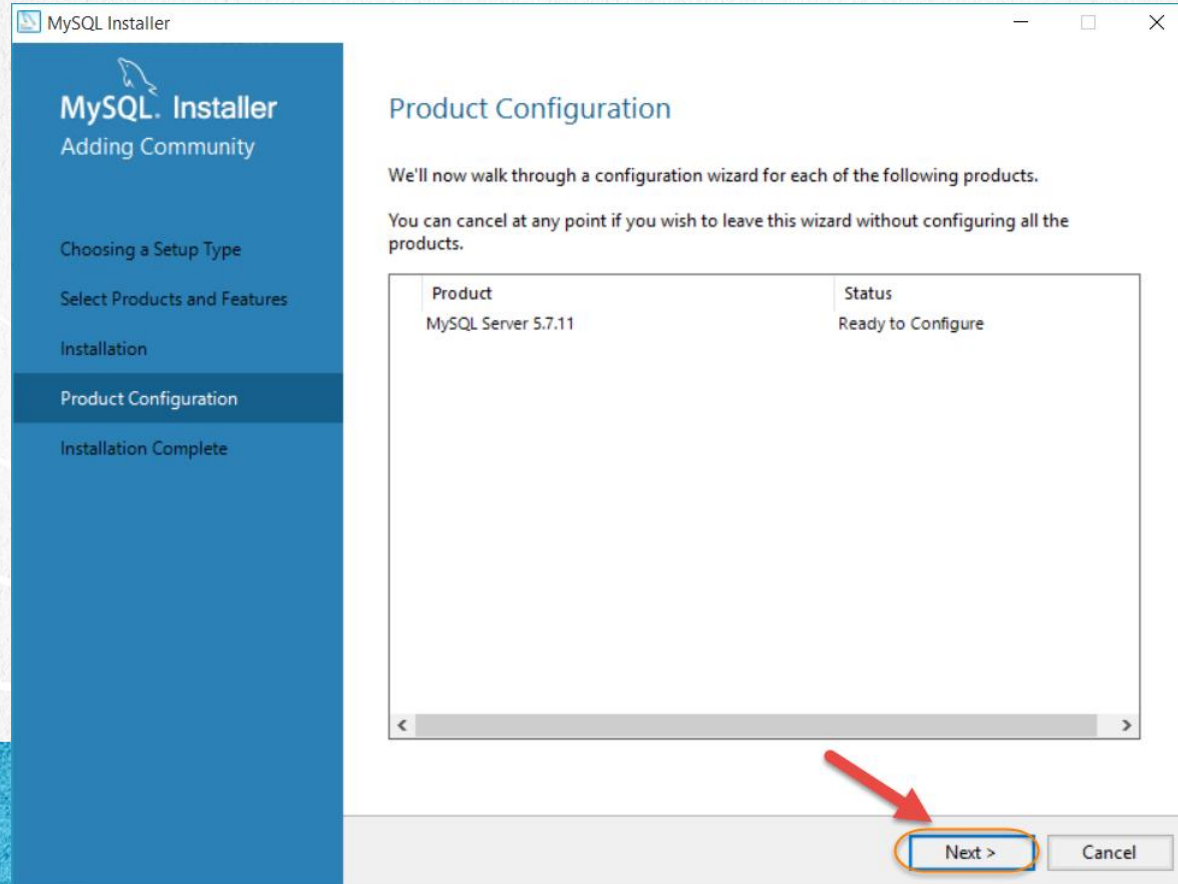 MySQL Installer
MySQL. Installer
Adding Community
Choosing a Setup Type
Select Products and Features
Installation
Product Configuration
Installation Complete
Product Configuration
We'll now walk through a configuration wizard for each of the following products.
You can cancel at any point if you wish to leave this wizard without configuring all the
products.
Product Status
MySQL Server 5.7.11 Ready to Configure
Next > Cancel